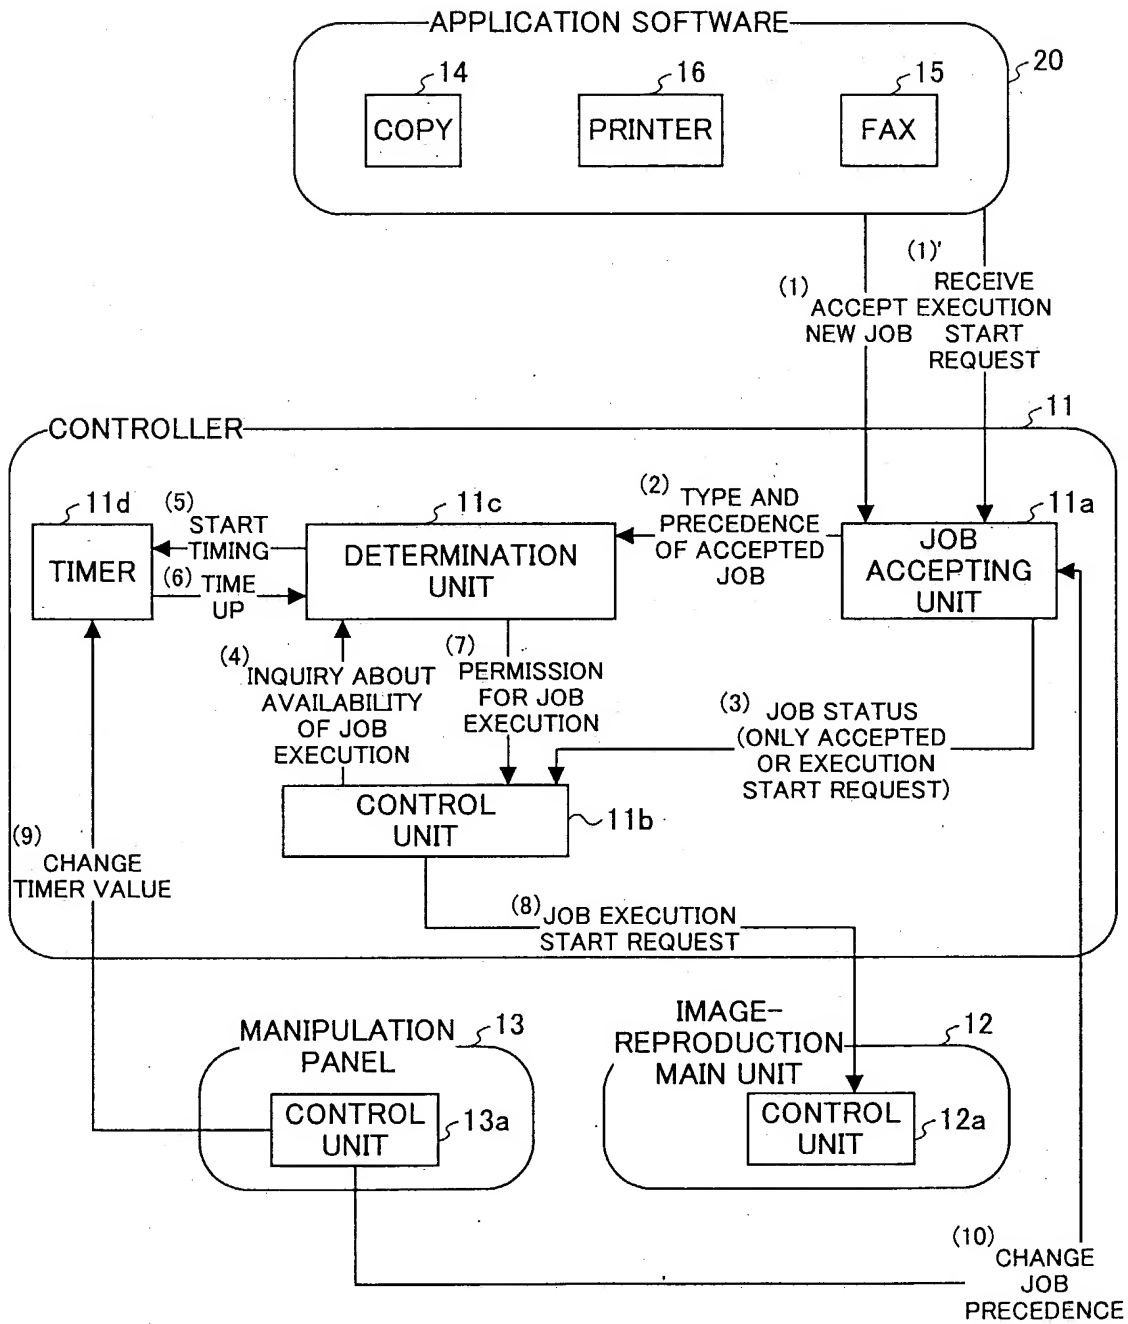 APPLICATION SOFTWARE
20
14
COPY
16
PRINTER
15
FAX
(1)
ACCEPT
NEW JOB
(1)'
RECEIVE
EXECUTION
START
REQUEST
CONTROLLER
11
11d
TIMER
(5)
START
TIMING
(6) TIME
UP
11c
DETERMINATION
UNIT
(2) TYPE AND
PRECEDENCE
OF ACCEPTED
JOB
11a
JOB
ACCEPTING
UNIT
(4) INQUIRY ABOUT
AVAILABILITY
OF JOB
EXECUTION
(7) PERMISSION
FOR JOB
EXECUTION
(3) JOB STATUS
(ONLY ACCEPTED
OR EXECUTION
START REQUEST)
CONTROL
UNIT
11b
(9)
CHANGE
TIMER VALUE
(8) JOB EXECUTION
START REQUEST
MANIPULATION
PANEL
13
CONTROL
UNIT
13a
IMAGE-
REPRODUCTION
MAIN UNIT
12
CONTROL
UNIT
12a
(10) CHANGE
JOB
PRECEDENCE